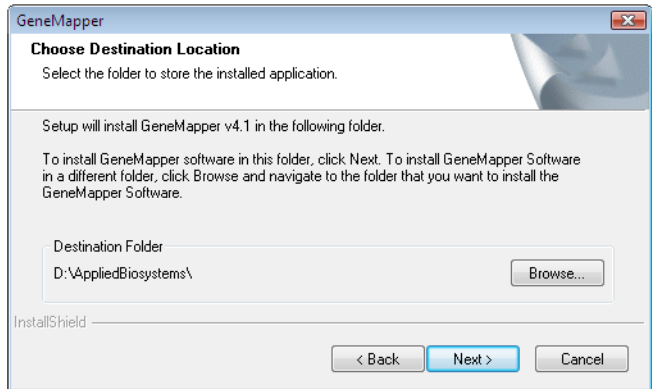 GeneMapper
Choose Destination Location
Select the folder to store the installed application.
Setup will install GeneMapper v4.1 in the following folder.
To install GeneMapper software in this folder, click Next. To install GeneMapper Software
in a different folder, click Browse and navigate to the folder that you want to install the
GeneMapper Software.
Destination Folder
D:\AppliedBiosystems\
Browse...
InstallShield
< Back
Next >
Cancel